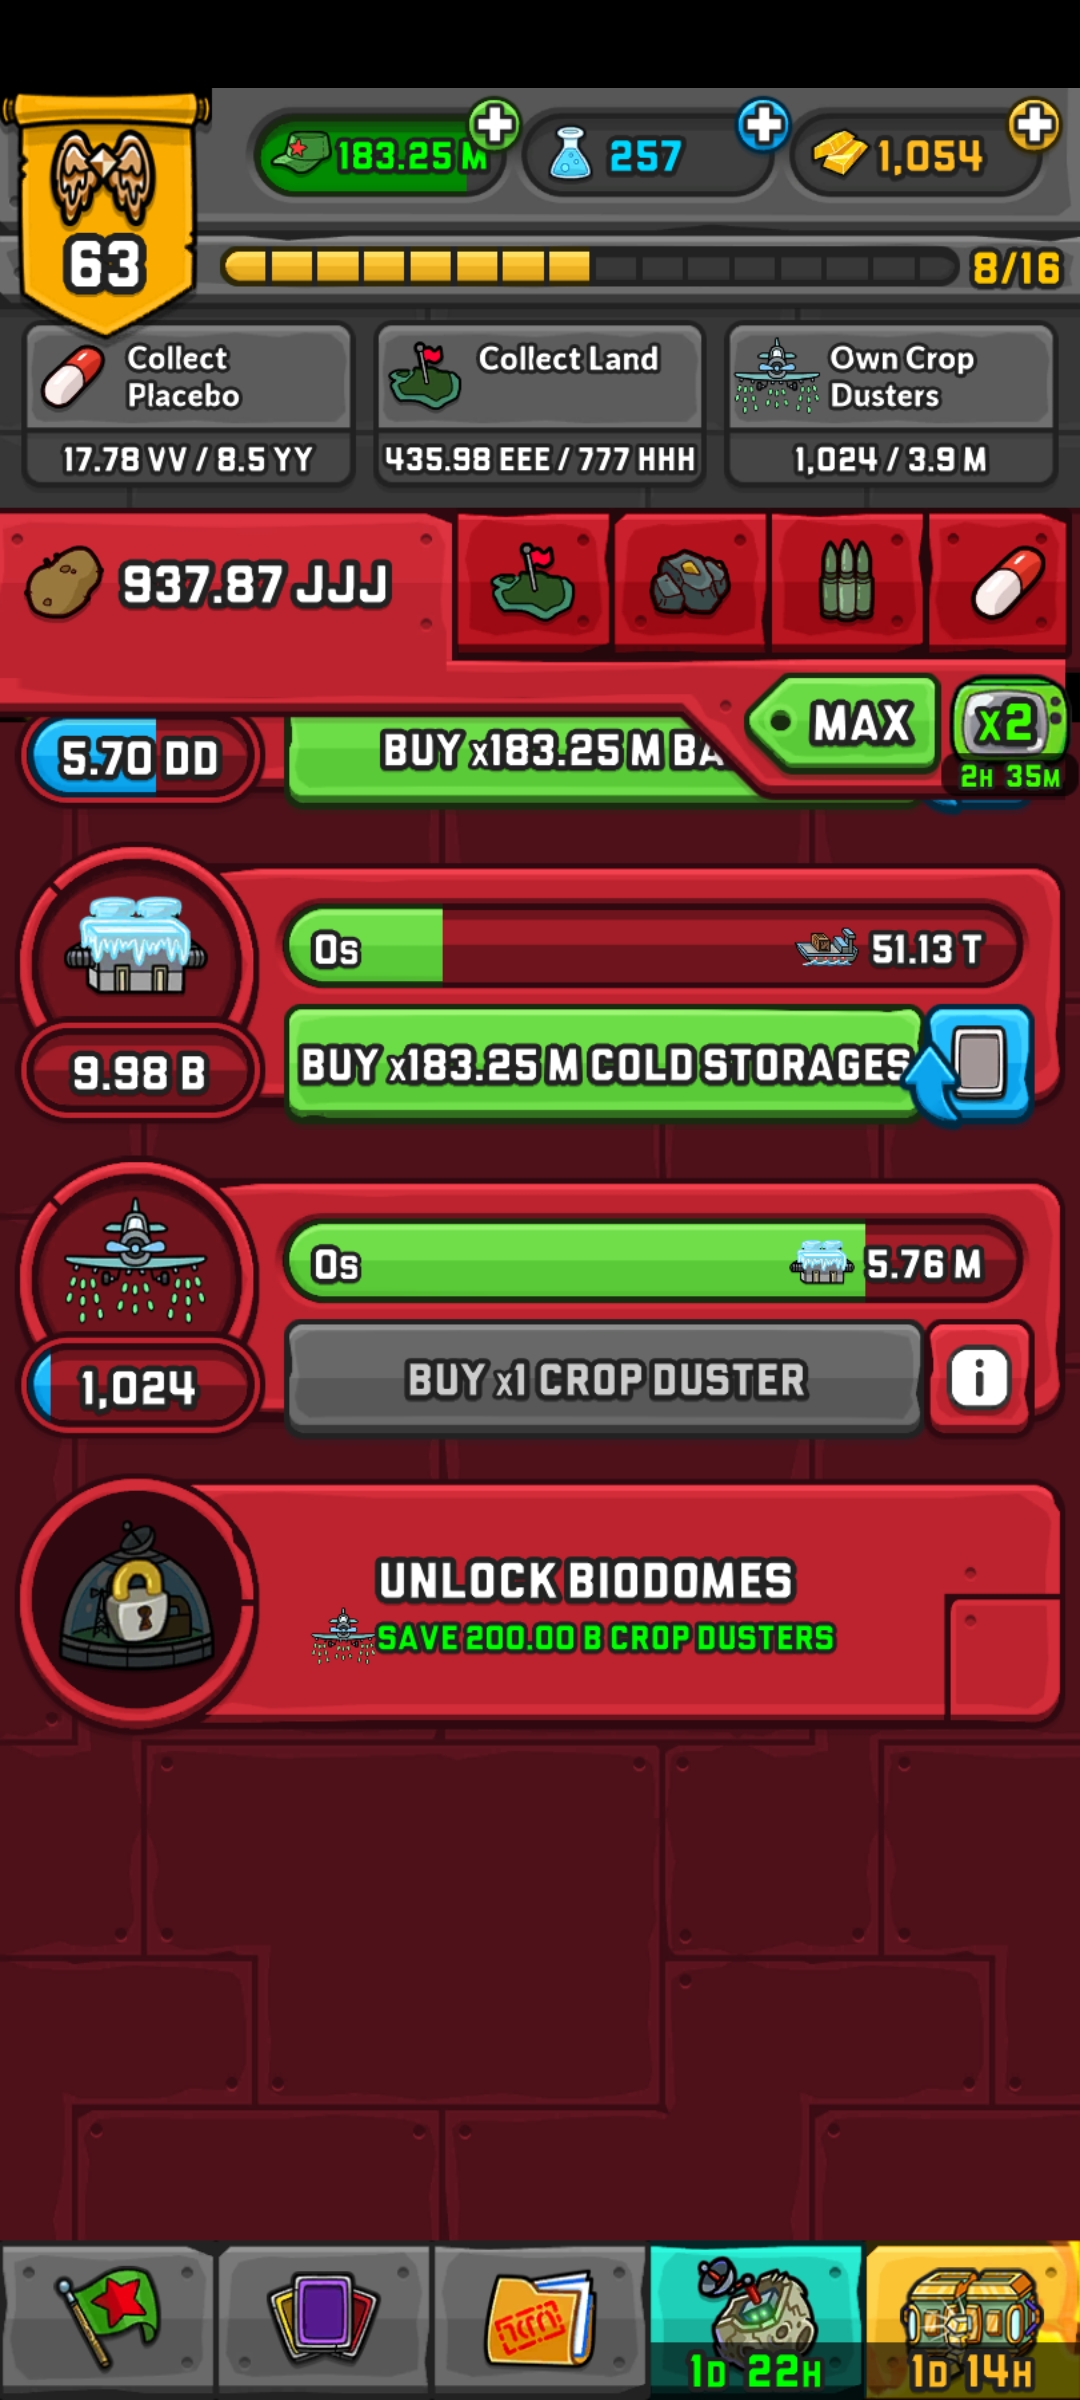 183.25 M
257
1,054
63
8/16
Collect
Placebo
17.78 VV / 8.5 YY
Collect Land
435.98 EEE / 777 HHH
Own Crop
Dusters
1,024 / 3.9 M
937.87 JJJ
MAX
x2
2H 35M
5.70 DD
BUY x183.25 M BA
0s
51.13 T
9.98 B
BUY x183.25 M COLD STORAGES
0s
5.76 M
1,024
BUY x1 CROP DUSTER
i
UNLOCK BIODOMES
SAVE 200.00 B CROP DUSTERS
1D 22H
1D 14H